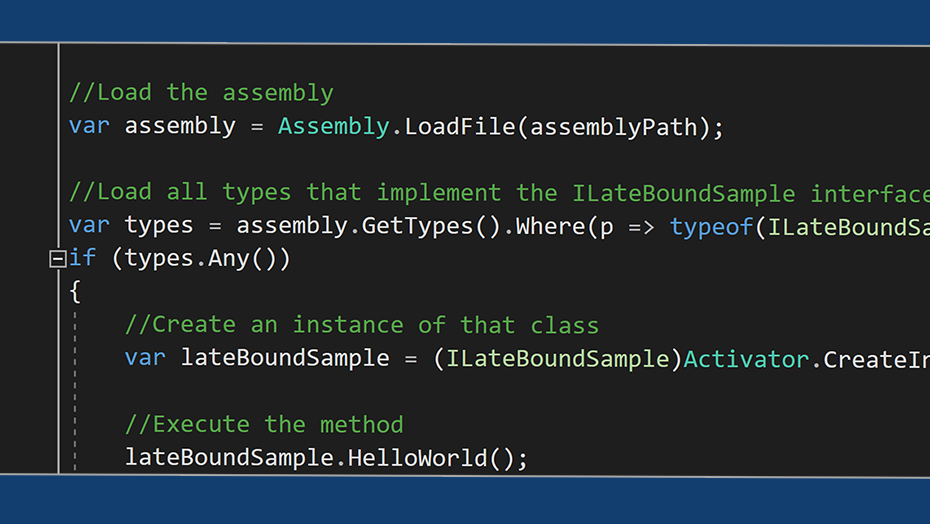 //Load the assembly
var assembly = Assembly.LoadFile(assemblyPath);
//Load all types that implement the ILateBoundSample interface
var types = assembly.GetTypes().Where(p => typeof(ILateBoundSa
if (types.Any())
{
//Create an instance of that class
var lateBoundSample = (ILateBoundSample)Activator.CreateIn
//Execute the method
lateBoundSample.HelloWorld();